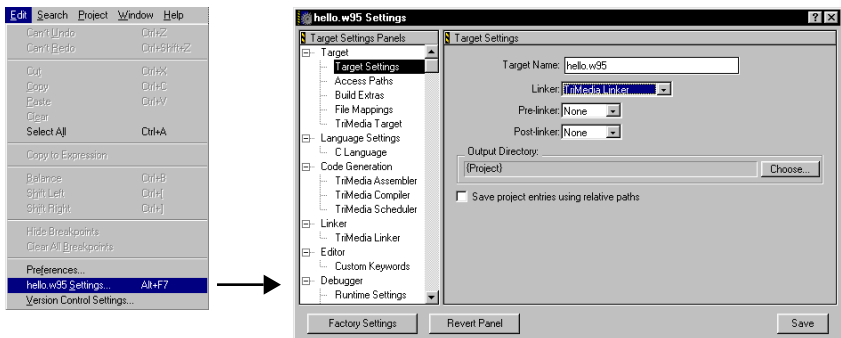 Edit Search Project Window Help
Can't Undo Ctrl+Z
Can't Redo Ctrl+Shift+Z
Cut Ctrl+X
Copy Ctrl+C
Paste Ctrl+V
Clear
Select All Ctrl+A
Copy to Expression
Balance Ctrl+B
Shift Left Ctrl+[
Shift Right Ctrl+]
Hide Breakpoints
Clear All Breakpoints
Preferences...
hello.w95 Settings... Alt+F7
Version Control Settings...
hello.w95 Settings
Target Settings Panels
Target
Target Settings
Access Paths
Build Extras
File Mappings
TriMedia Target
Language Settings
C Language
Code Generation
TriMedia Assembler
TriMedia Compiler
TriMedia Scheduler
Linker
TriMedia Linker
Editor
Custom Keywords
Debugger
Runtime Settings
Target Settings
Target Name: hello.w95
Linker: TriMedia Linker
Pre-linker: None
Post-linker: None
Output Directory:
{Project} Choose...
Save project entries using relative paths
Factory Settings Revert Panel Save